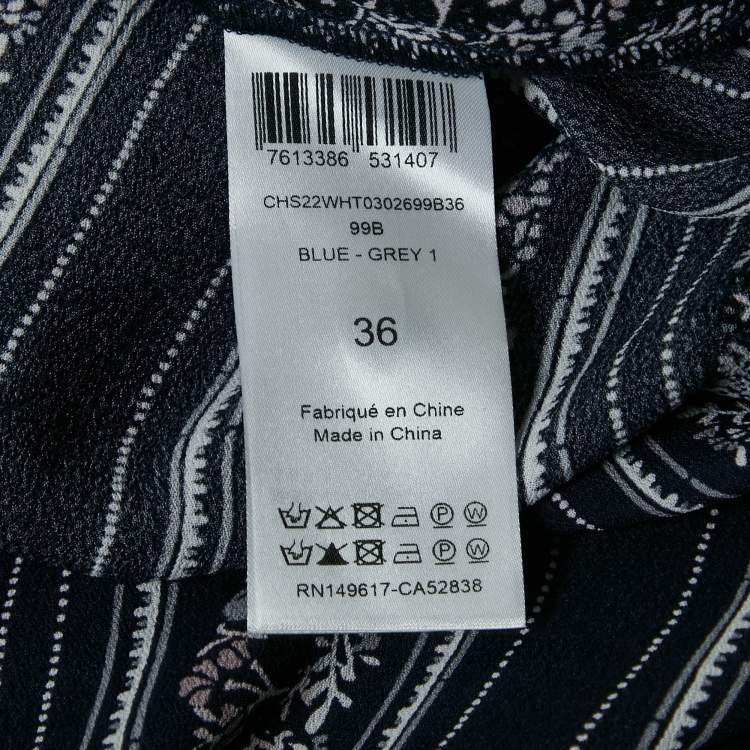 7613386 531407
CHS22WHT0302699B36
99B
BLUE - GREY 1
36
Fabriqué en Chine
Made in China
P W
P W
RN149617-CA52838